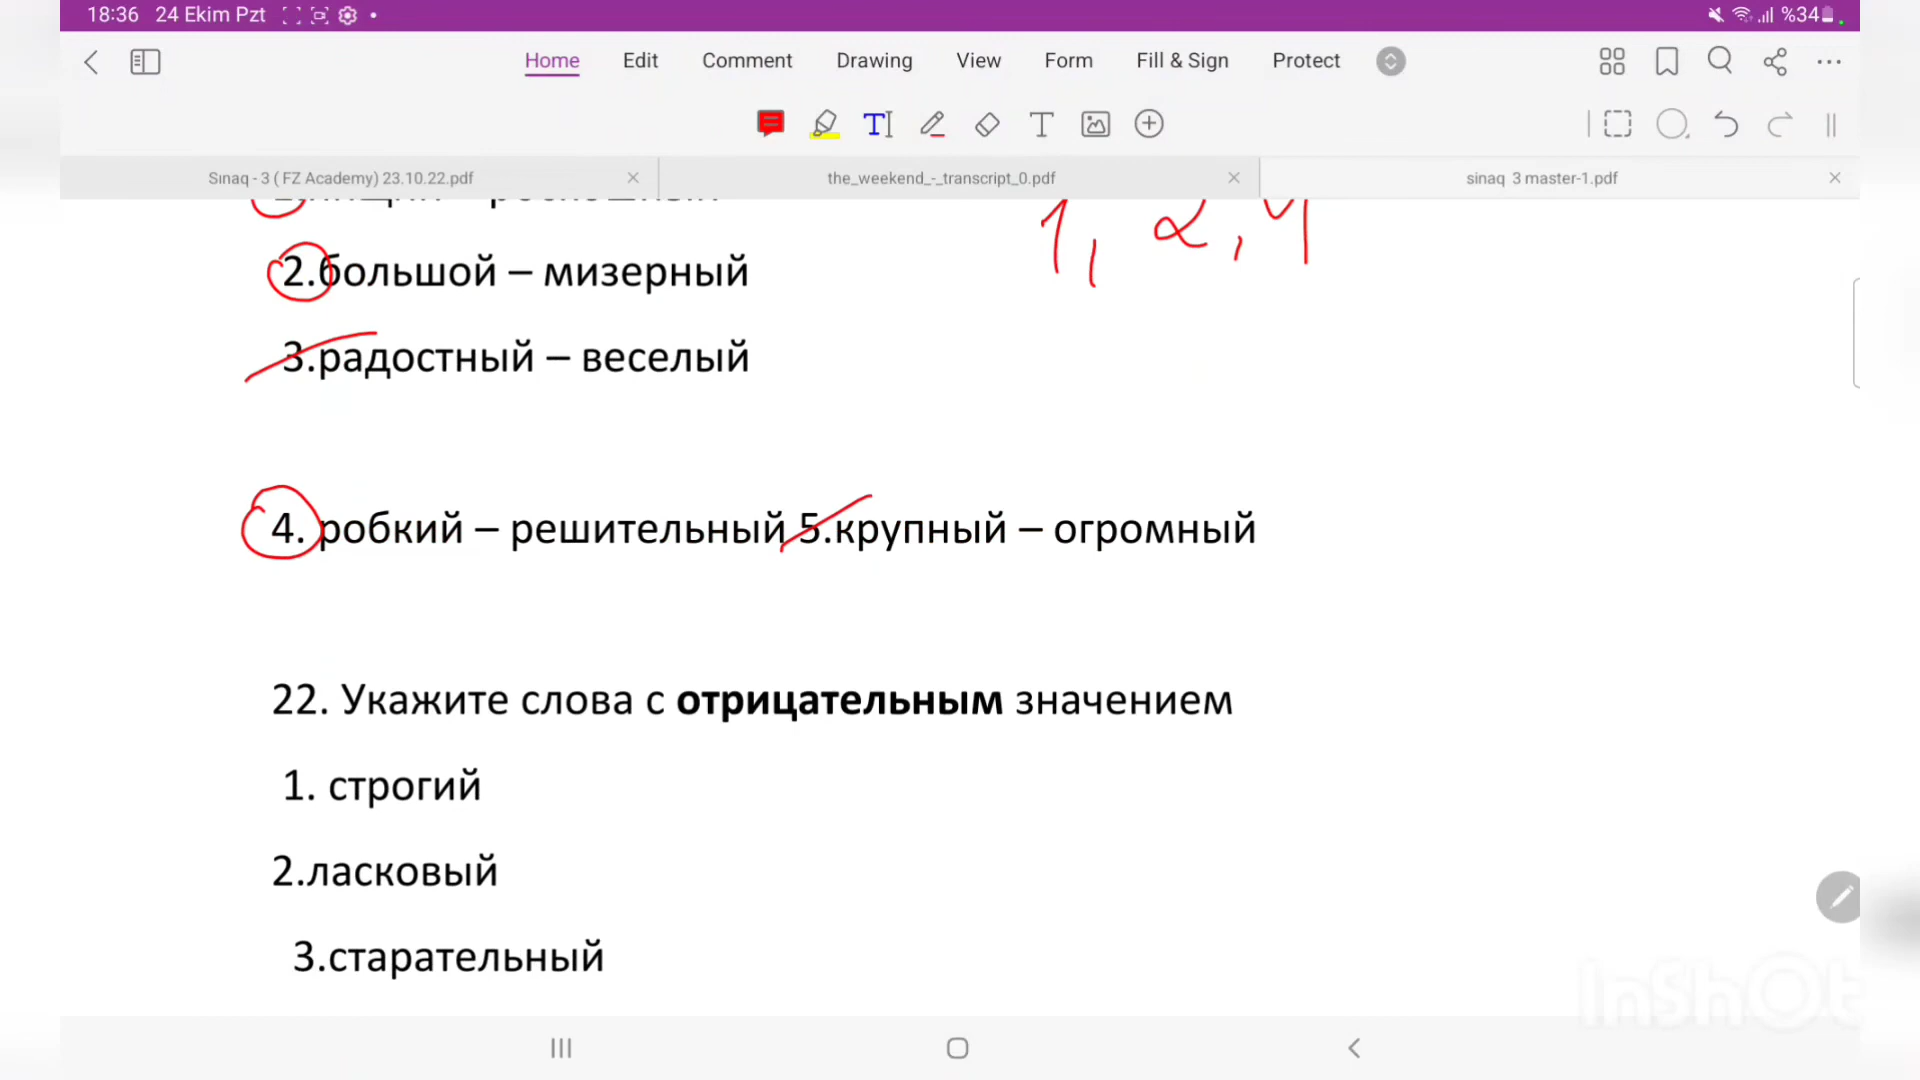 18:36 24 Ekim Pzt %34
Home Edit Comment Drawing View Form Fill & Sign Protect
Sınaq - 3 ( FZ Academy) 23.10.22.pdf the_weekend_-_transcript_0.pdf sinaq 3 master-1.pdf
1, 2, 4
2.большой – мизерный
3.радостный – веселый
4. робкий – решительный 5.крупный – огромный
22. Укажите слова с отрицательным значением
1. строгий
2.ласковый
3.старательный
InShOt